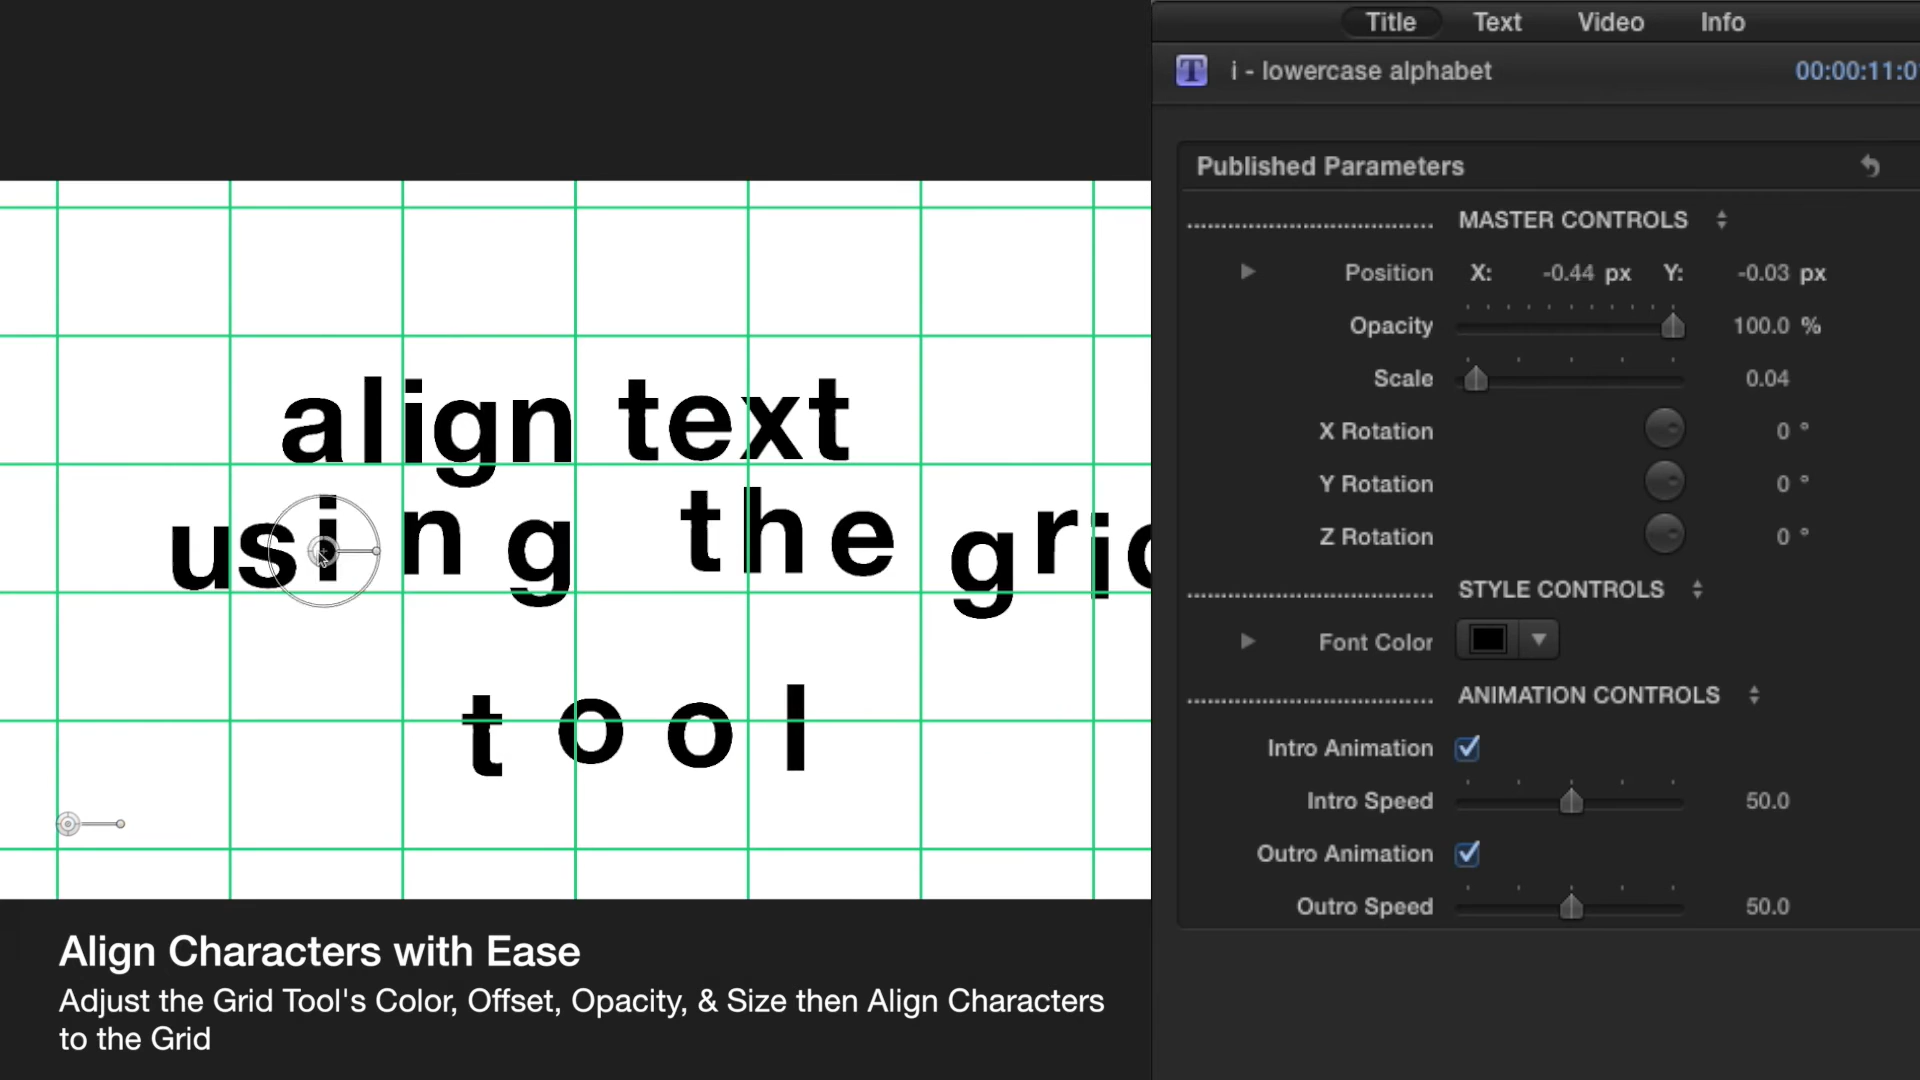 Title Text Video Info
i - lowercase alphabet 00:00:11:0
Published Parameters
MASTER CONTROLS
Position X: -0.44 px Y: -0.03 px
Opacity 100.0 %
Scale 0.04
X Rotation 0 °
Y Rotation 0 °
Z Rotation 0 °
STYLE CONTROLS
Font Color
ANIMATION CONTROLS
Intro Animation
Intro Speed 50.0
Outro Animation
Outro Speed 50.0
align text
using the gri
tool
Align Characters with Ease
Adjust the Grid Tool's Color, Offset, Opacity, & Size then Align Characters
to the Grid